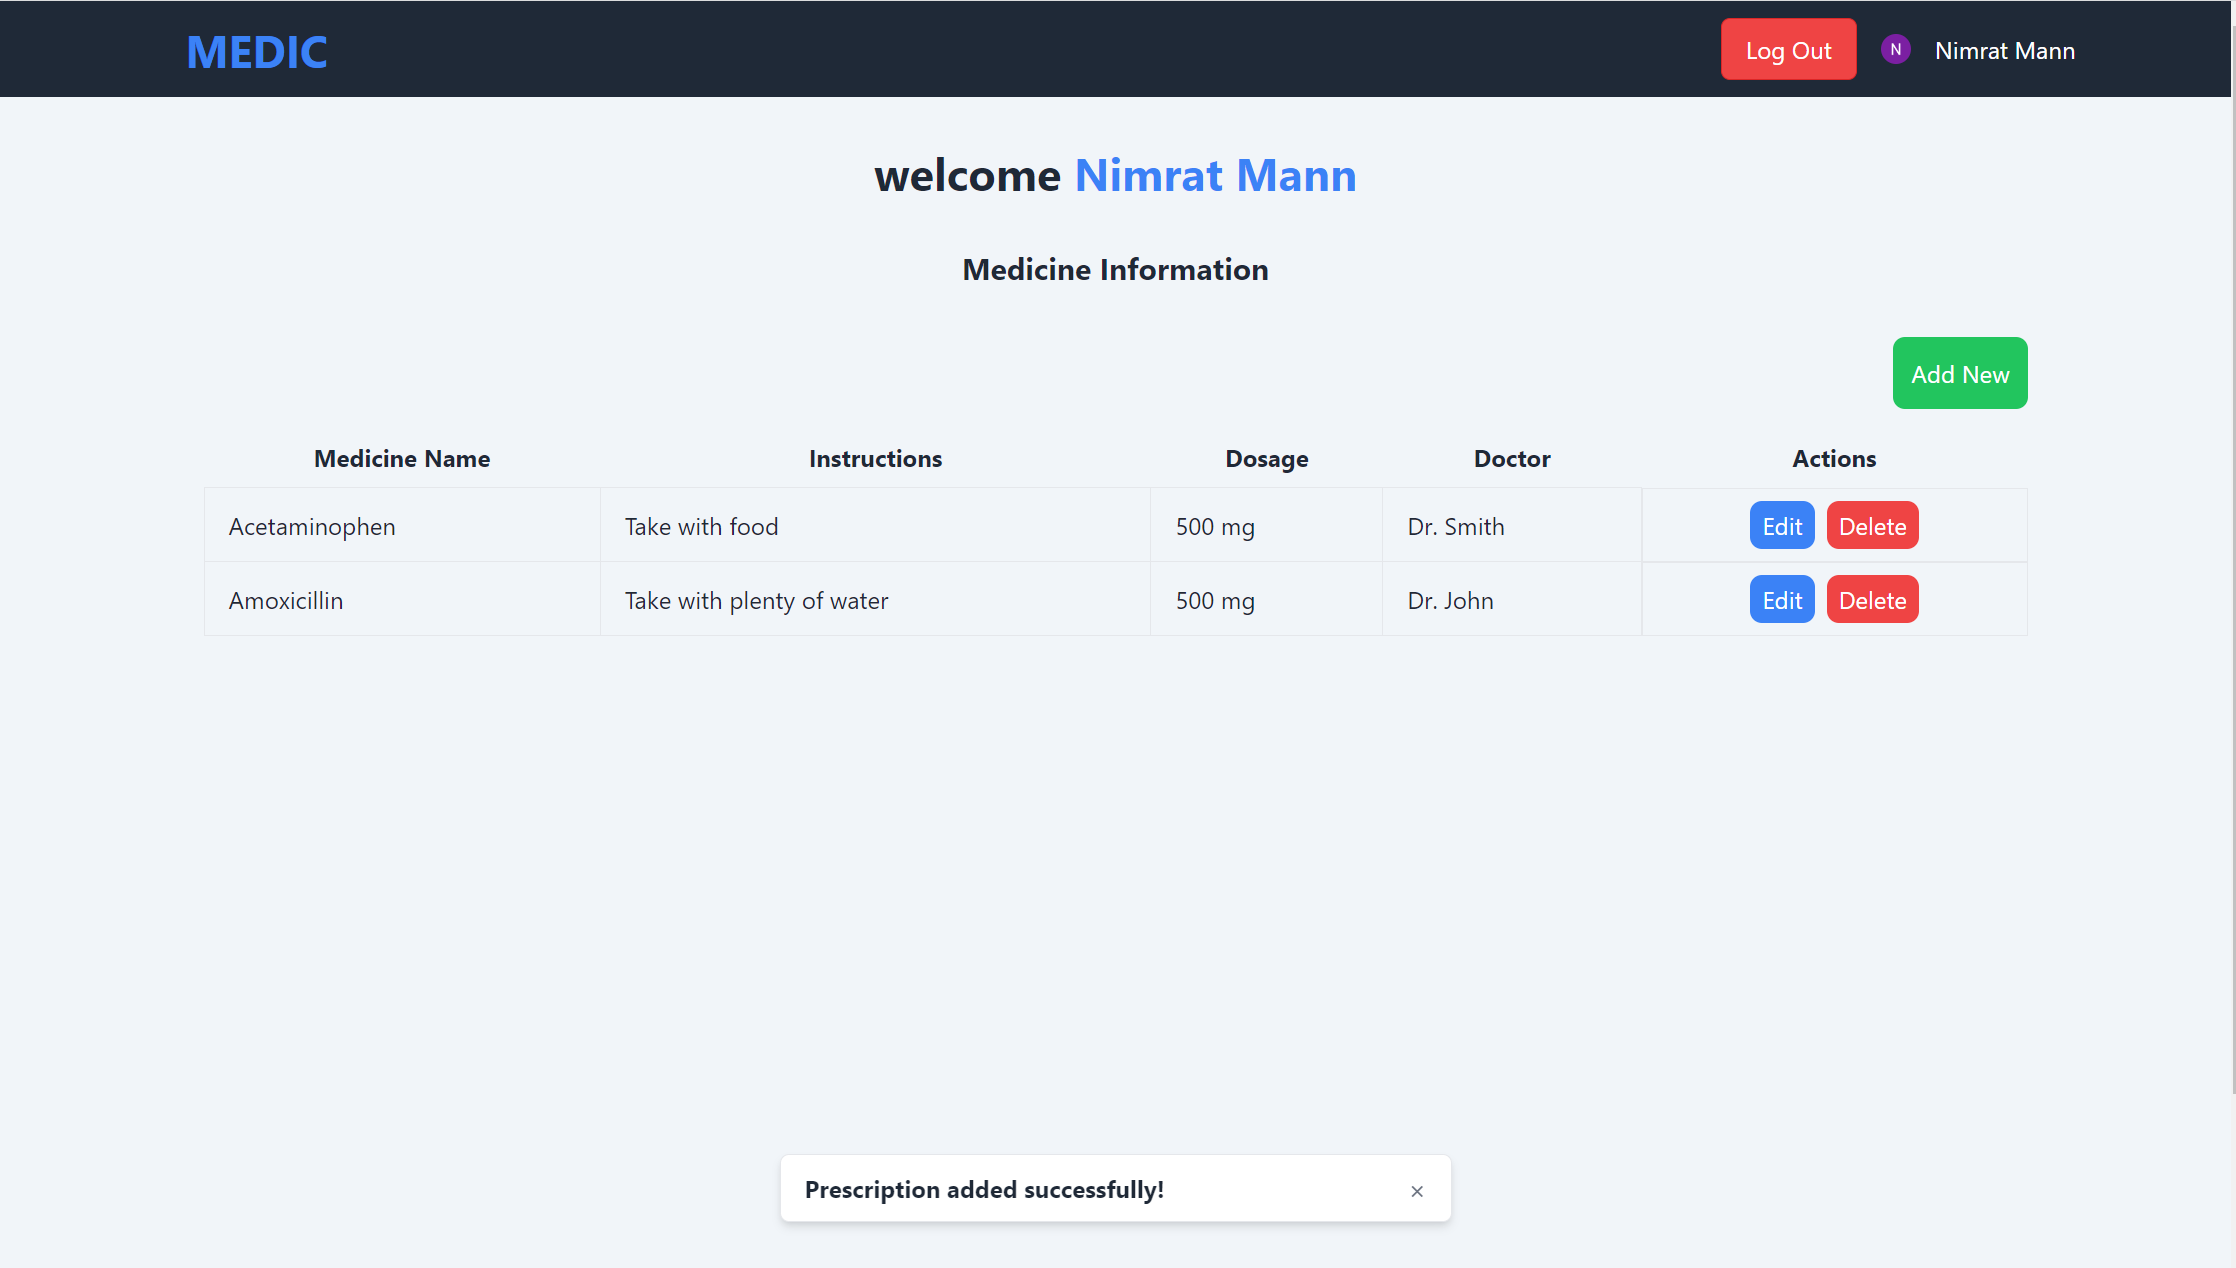 MEDIC Log Out N Nimrat Mann
welcome Nimrat Mann
Medicine Information
Add New
Medicine Name Instructions Dosage Doctor Actions
Acetaminophen Take with food 500 mg Dr. Smith Edit Delete
Amoxicillin Take with plenty of water 500 mg Dr. John Edit Delete
Prescription added successfully! ×